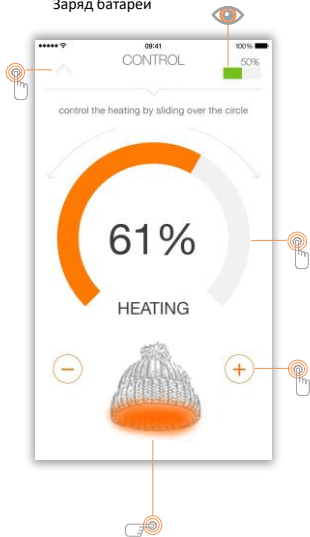 Заряд батареи
09:41
100%
CONTROL
50%
control the heating by sliding over the circle
61%
HEATING